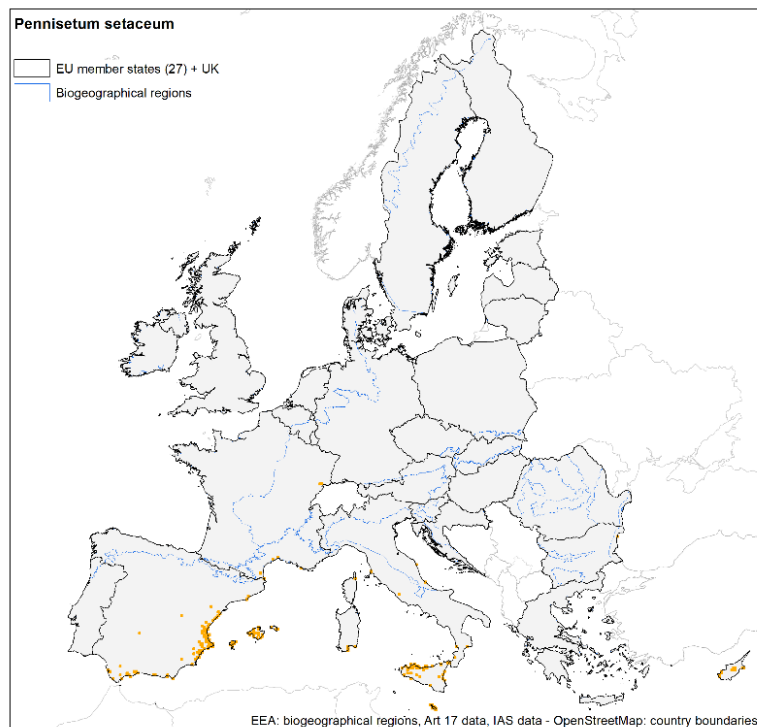 Pennisetum setaceum
EU member states (27) + UK
Biogeographical regions
EEA: biogeographical regions, Art 17 data, IAS data - OpenStreetMap: country boundaries